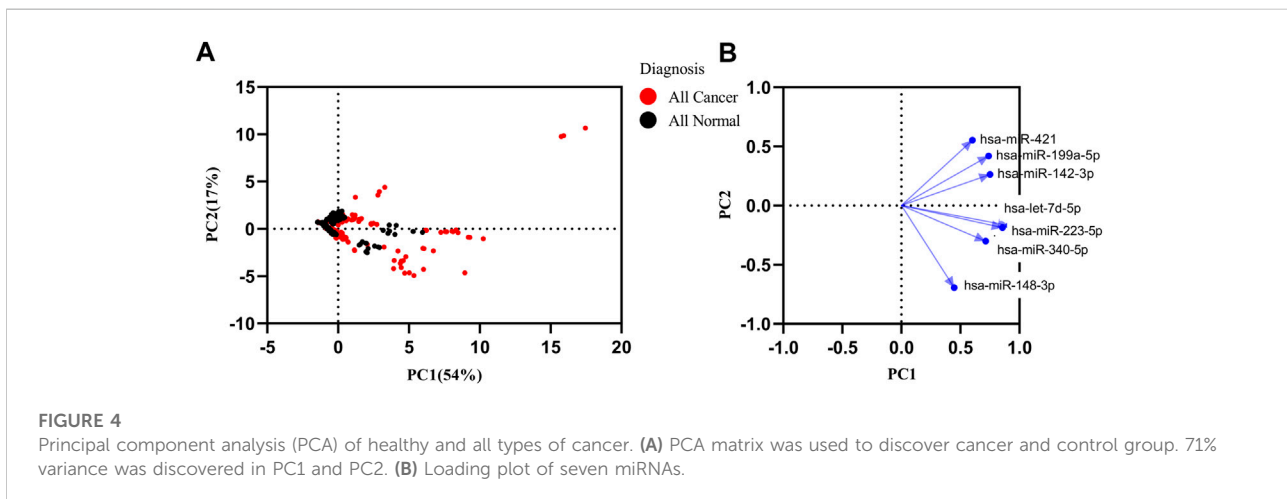 A
B
Diagnosis
All Cancer
All Normal
15
10
5
0
-5
-10
-5
0
5
10
15
20
PC2(17%)
PC1(54%)
1.0
0.5
0.0
-0.5
-1.0
-1.0
-0.5
0.0
0.5
1.0
PC2
PC1
hsa-miR-421
hsa-miR-199a-5p
hsa-miR-142-3p
hsa-let-7d-5p
hsa-miR-223-5p
hsa-miR-340-5p
hsa-miR-148-3p
FIGURE 4
Principal component analysis (PCA) of healthy and all types of cancer. (A) PCA matrix was used to discover cancer and control group. 71%
variance was discovered in PC1 and PC2. (B) Loading plot of seven miRNAs.